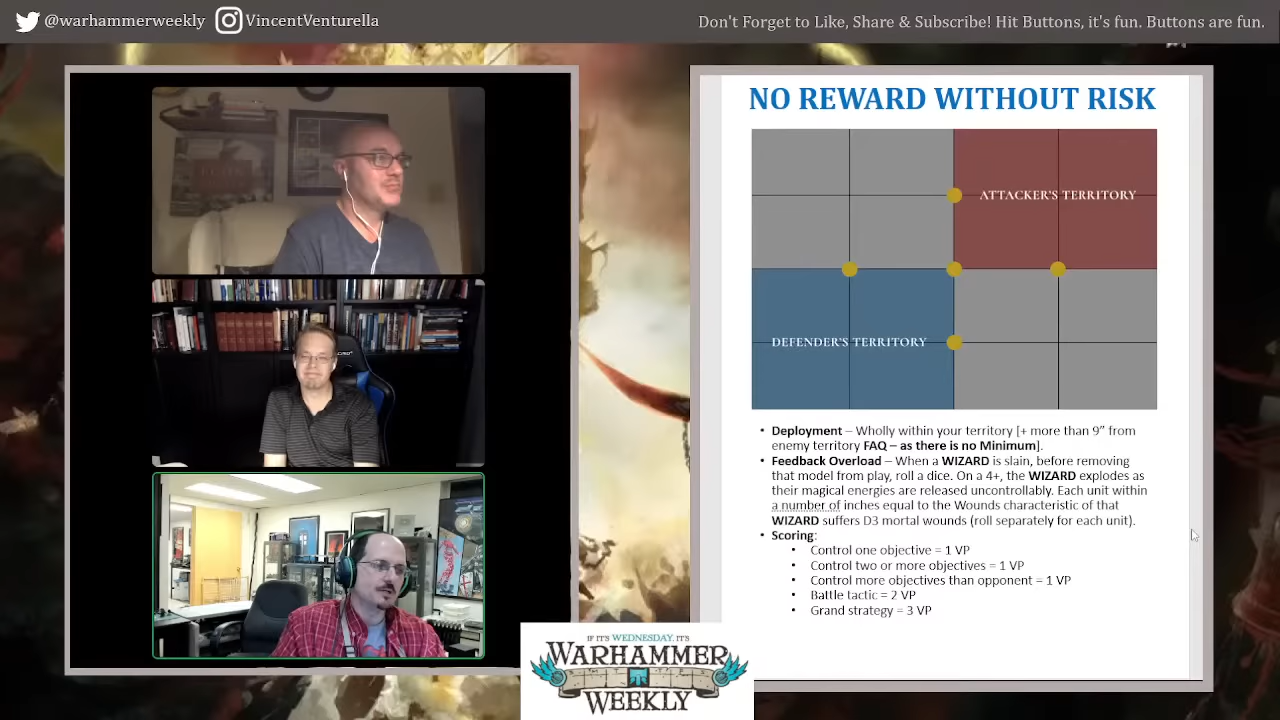 @warhammerweekly
VincentVenturella
Don't Forget to Like, Share & Subscribe! Hit Buttons, it's fun. Buttons are fun.
NO REWARD WITHOUT RISK
ATTACKER'S TERRITORY
DEFENDER'S TERRITORY
• Deployment – Wholly within your territory [+ more than 9” from
enemy territory FAQ – as there is no Minimum].
• Feedback Overload – When a WIZARD is slain, before removing
that model from play, roll a dice. On a 4+, the WIZARD explodes as
their magical energies are released uncontrollably. Each unit within
a number of inches equal to the Wounds characteristic of that
WIZARD suffers D3 mortal wounds (roll separately for each unit).
• Scoring:
• Control one objective = 1 VP
• Control two or more objectives = 1 VP
• Control more objectives than opponent = 1 VP
• Battle tactic = 2 VP
• Grand strategy = 3 VP
IF IT'S WEDNESDAY, IT'S
WARHAMMER
WEEKLY